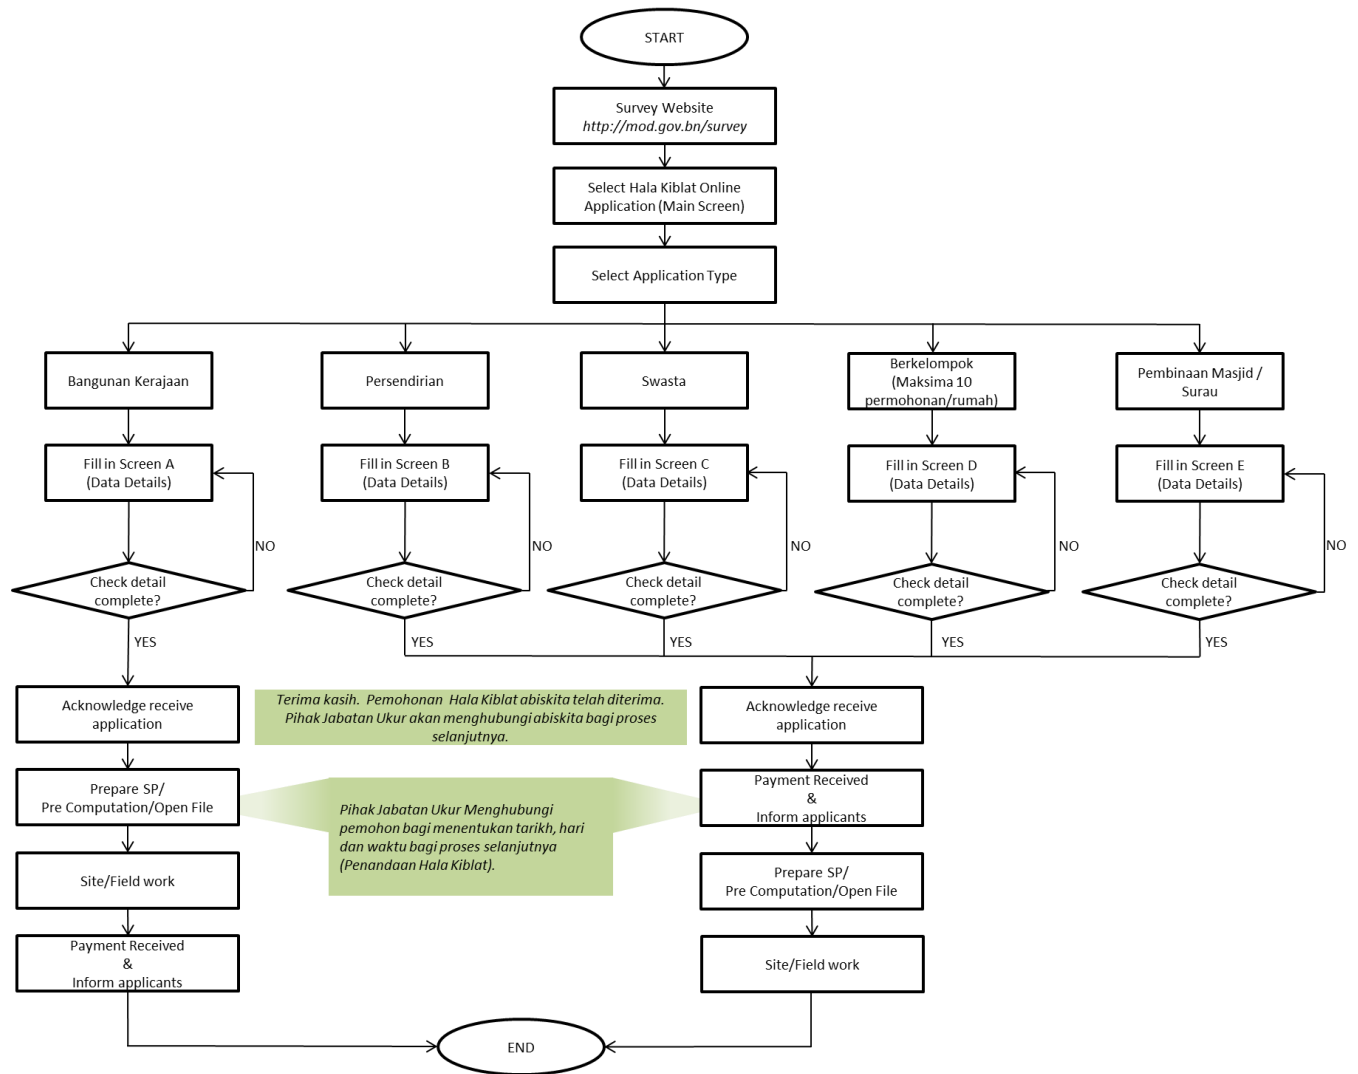 START
Survey Website
http://mod.gov.bn/survey
Select Hala Kiblat Online
Application (Main Screen)
Select Application Type
Bangunan Kerajaan
Persendirian
Swasta
Berkelompok
(Maksima 10
permohonan/rumah)
Pembinaan Masjid /
Surau
Fill in Screen A
(Data Details)
Fill in Screen B
(Data Details)
Fill in Screen C
(Data Details)
Fill in Screen D
(Data Details)
Fill in Screen E
(Data Details)
NO
NO
NO
NO
NO
Check detail
complete?
Check detail
complete?
Check detail
complete?
Check detail
complete?
Check detail
complete?
YES
YES
YES
YES
YES
Acknowledge receive
application
Terima kasih. Pemohonan Hala Kiblat abiskita telah diterima.
Pihak Jabatan Ukur akan menghubungi abiskita bagi proses
selanjutnya.
Acknowledge receive
application
Prepare SP/
Pre Computation/Open File
Pihak Jabatan Ukur Menghubungi
pemohon bagi menentukan tarikh, hari
dan waktu bagi proses selanjutnya
(Penandaan Hala Kiblat).
Payment Received
&
Inform applicants
Site/Field work
Prepare SP/
Pre Computation/Open File
Payment Received
&
Inform applicants
Site/Field work
END